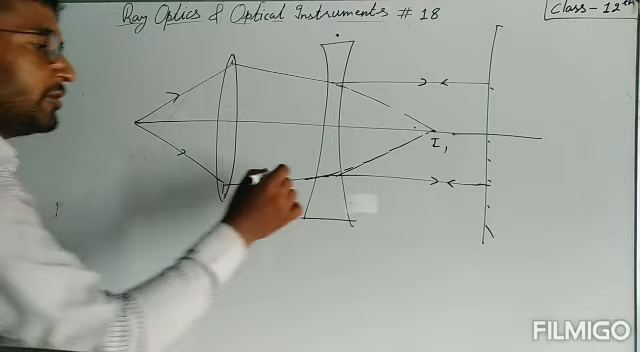 Ray Optics & Optical Instruments # 18
Class - 12th
I1
I
FILMIGO